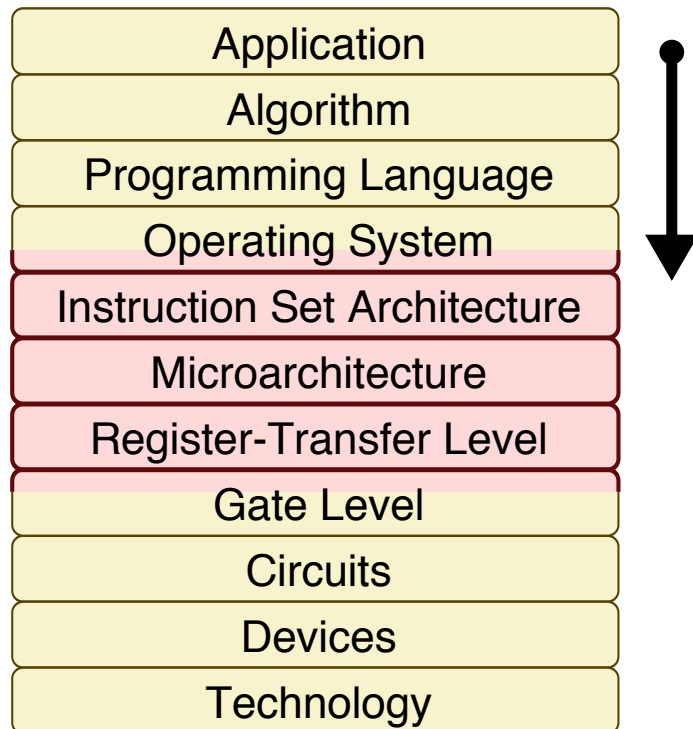 Application
Algorithm
Programming Language
Operating System
Instruction Set Architecture
Microarchitecture
Register-Transfer Level
Gate Level
Circuits
Devices
Technology